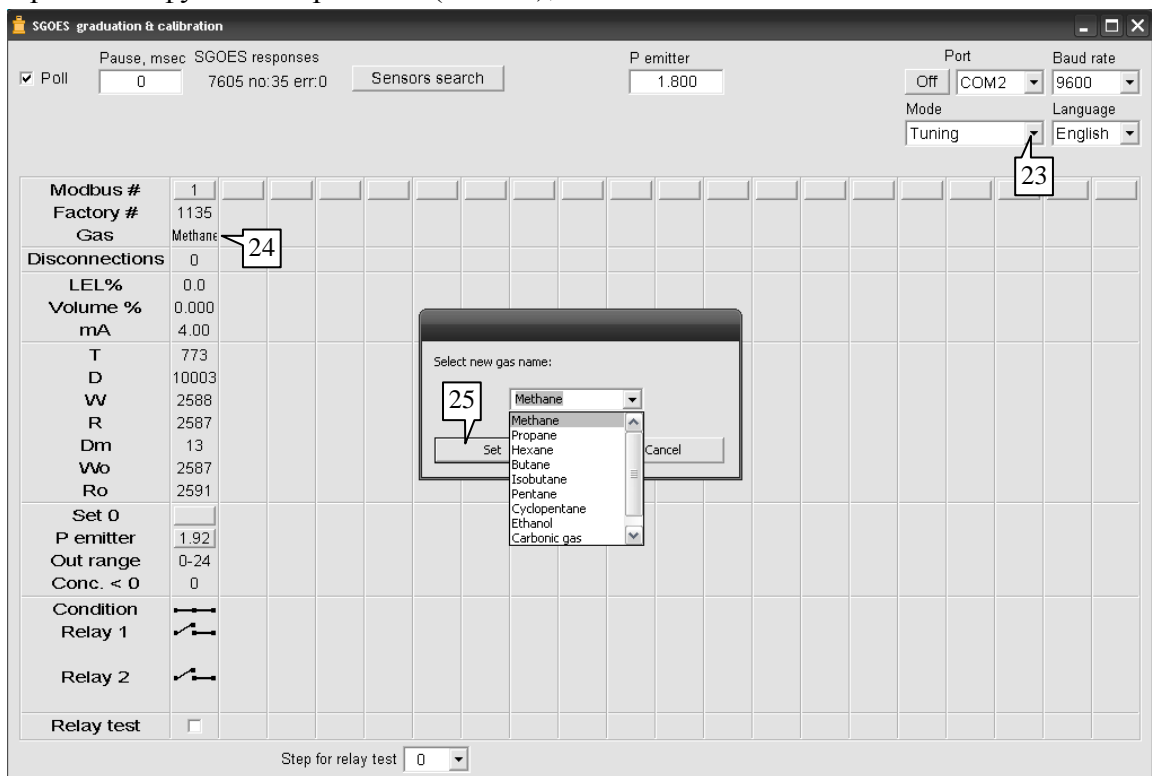 SGOES graduation & calibration
Pause, msec SGOES responses P emitter Port Baud rate
Poll 0 7605 no:35 err:0 Sensors search 1.800 Off COM2 9600
Mode Language
Tuning English
23
Modbus # 1
Factory # 1135
Gas Methane
24
Disconnections 0
LEL% 0.0
Volume % 0.000
mA 4.00
T 773
D 10003
W 2588
R 2587
Dm 13
Wo 2587
Ro 2591
Set 0
P emitter 1.92
Out range 0-24
Conc. < 0 0
Condition
Relay 1
Relay 2
Relay test
Step for relay test 0
Select new gas name:
25
Methane
Methane
Propane
Set Hexane Cancel
Butane
Isobutane
Pentane
Cyclopentane
Ethanol
Carbonic gas